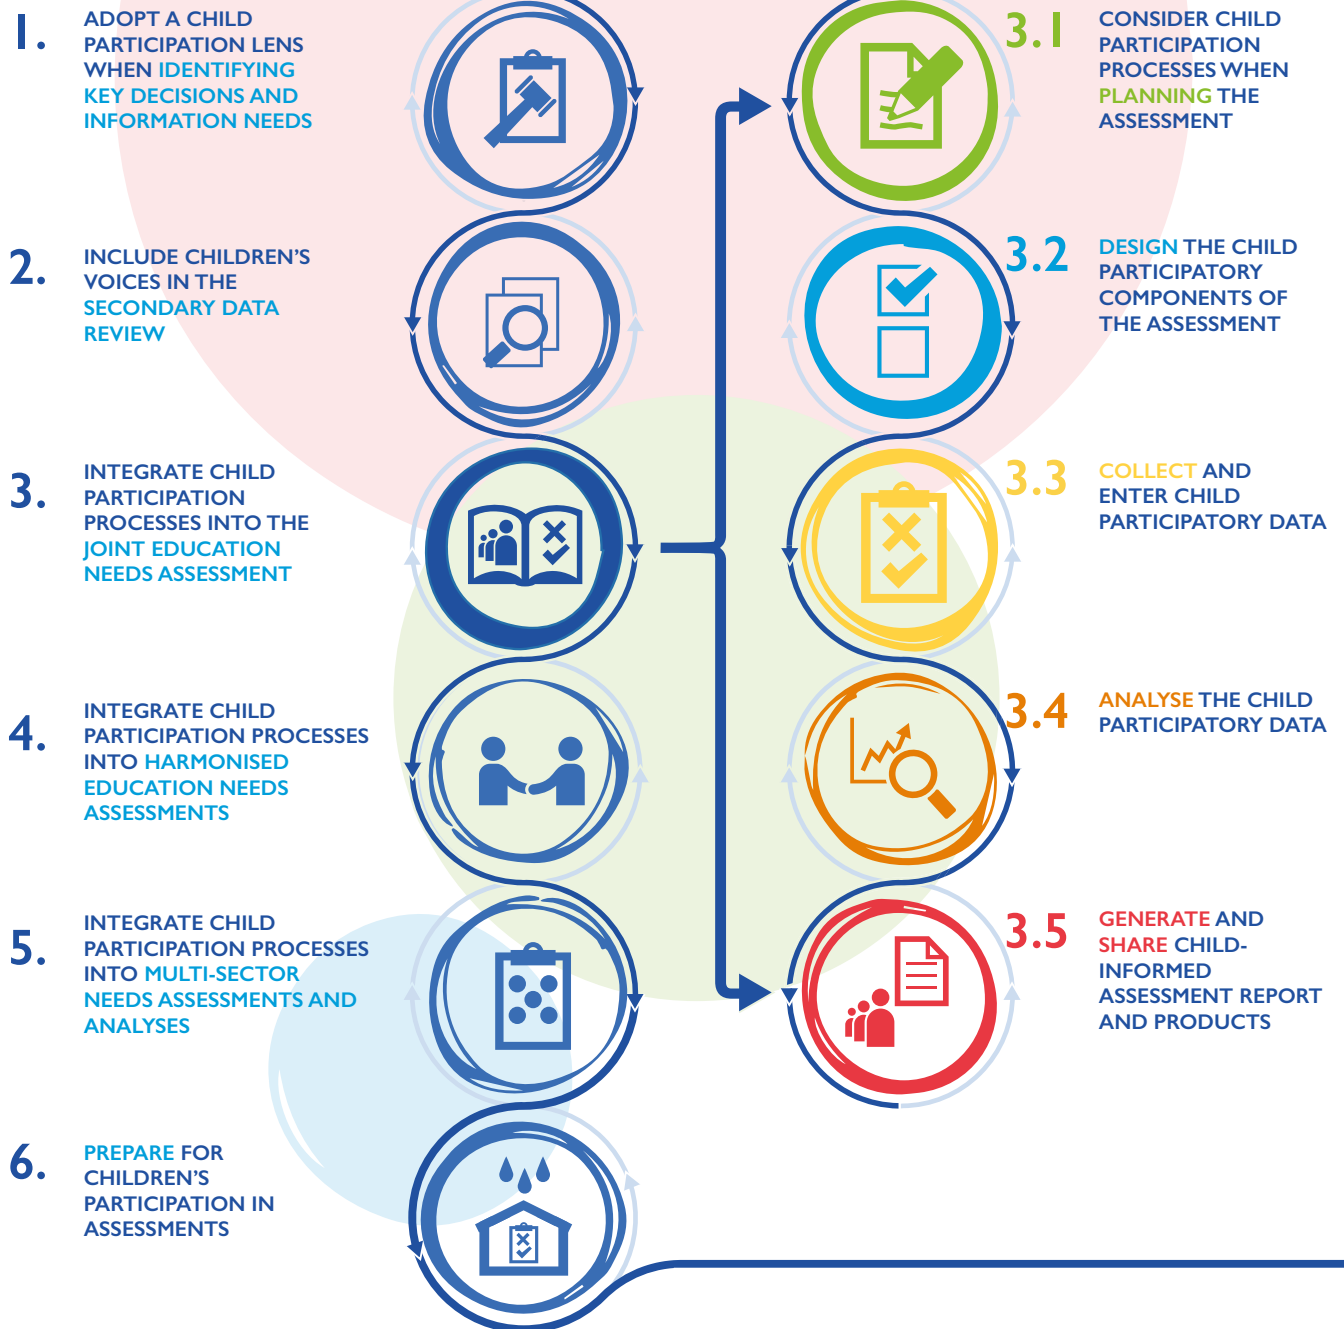 1.
ADOPT A CHILD
PARTICIPATION LENS
WHEN IDENTIFYING
KEY DECISIONS AND
INFORMATION NEEDS
2.
INCLUDE CHILDREN'S
VOICES IN THE
SECONDARY DATA
REVIEW
3.
INTEGRATE CHILD
PARTICIPATION
PROCESSES INTO THE
JOINT EDUCATION
NEEDS ASSESSMENT
4.
INTEGRATE CHILD
PARTICIPATION PROCESSES
INTO HARMONISED
EDUCATION NEEDS
ASSESSMENTS
5.
INTEGRATE CHILD
PARTICIPATION PROCESSES
INTO MULTI-SECTOR
NEEDS ASSESSMENTS AND
ANALYSES
6.
PREPARE FOR
CHILDREN'S
PARTICIPATION IN
ASSESSMENTS
3.1
CONSIDER CHILD
PARTICIPATION
PROCESSES WHEN
PLANNING THE
ASSESSMENT
3.2
DESIGN THE CHILD
PARTICIPATORY
COMPONENTS OF
THE ASSESSMENT
3.3
COLLECT AND
ENTER CHILD
PARTICIPATORY DATA
3.4
ANALYSE THE CHILD
PARTICIPATORY DATA
3.5
GENERATE AND
SHARE CHILD-
INFORMED
ASSESSMENT REPORT
AND PRODUCTS